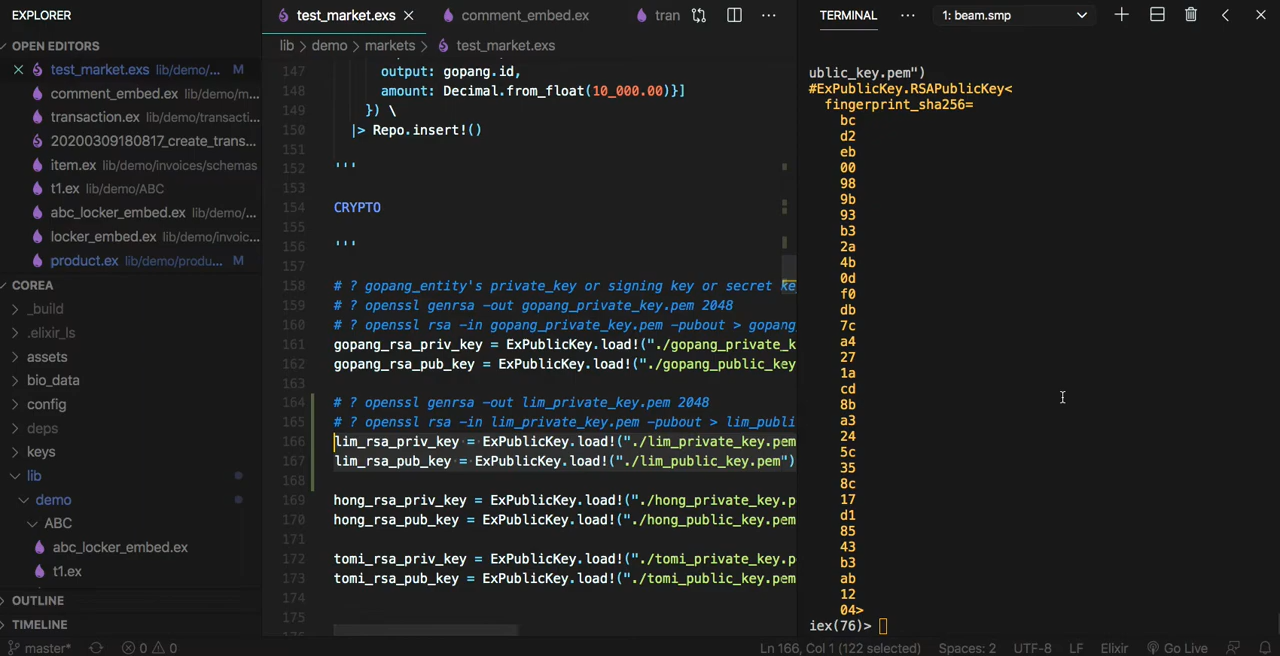 EXPLORER
OPEN EDITORS
test_market.exs lib/demo/... M
comment_embed.ex lib/demo/m...
transaction.ex lib/demo/transacti...
20200309180817_create_trans...
item.ex lib/demo/invoices/schemas
t1.ex lib/demo/ABC
abc_locker_embed.ex lib/demo/...
locker_embed.ex lib/demo/invoic...
product.ex lib/demo/produ... M
COREA
_build
.elixir_ls
assets
bio_data
config
deps
keys
lib
demo
ABC
abc_locker_embed.ex
t1.ex
OUTLINE
TIMELINE
test_market.exs comment_embed.ex tran
lib > demo > markets > test_market.exs
147 output: gopang.id,
148 amount: Decimal.from_float(10_000.00)}]
149 }) \
150 |> Repo.insert!()
151
152 '''
153
154 CRYPTO
155
156 '''
157
158 # ? gopang_entity's private_key or signing key or secret ke
159 # ? openssl genrsa -out gopang_private_key.pem 2048
160 # ? openssl rsa -in gopang_private_key.pem -pubout > gopang
161 gopang_rsa_priv_key = ExPublicKey.load!("./gopang_private_k
162 gopang_rsa_pub_key = ExPublicKey.load!("./gopang_public_key
163
164 # ? openssl genrsa -out lim_private_key.pem 2048
165 # ? openssl rsa -in lim_private_key.pem -pubout > lim_publi
166 lim_rsa_priv_key = ExPublicKey.load!("./lim_private_key.pem
167 lim_rsa_pub_key = ExPublicKey.load!("./lim_public_key.pem")
168
169 hong_rsa_priv_key = ExPublicKey.load!("./hong_private_key.p
170 hong_rsa_pub_key = ExPublicKey.load!("./hong_public_key.pem
171
172 tomi_rsa_priv_key = ExPublicKey.load!("./tomi_private_key.p
173 tomi_rsa_pub_key = ExPublicKey.load!("./tomi_public_key.pem
174
175
TERMINAL ... 1: beam.smp
ublic_key.pem")
#ExPublicKey.RSAPublicKey<
fingerprint_sha256=
bc
d2
eb
00
98
9b
93
b3
2a
4b
0d
f0
db
7c
a4
27
1a
cd
8b
a3
24
5c
35
8c
17
d1
85
43
b3
ab
12
04>
iex(76)>
master* 0 0 Ln 166, Col 1 (122 selected) Spaces: 2 UTF-8 LF Elixir Go Live